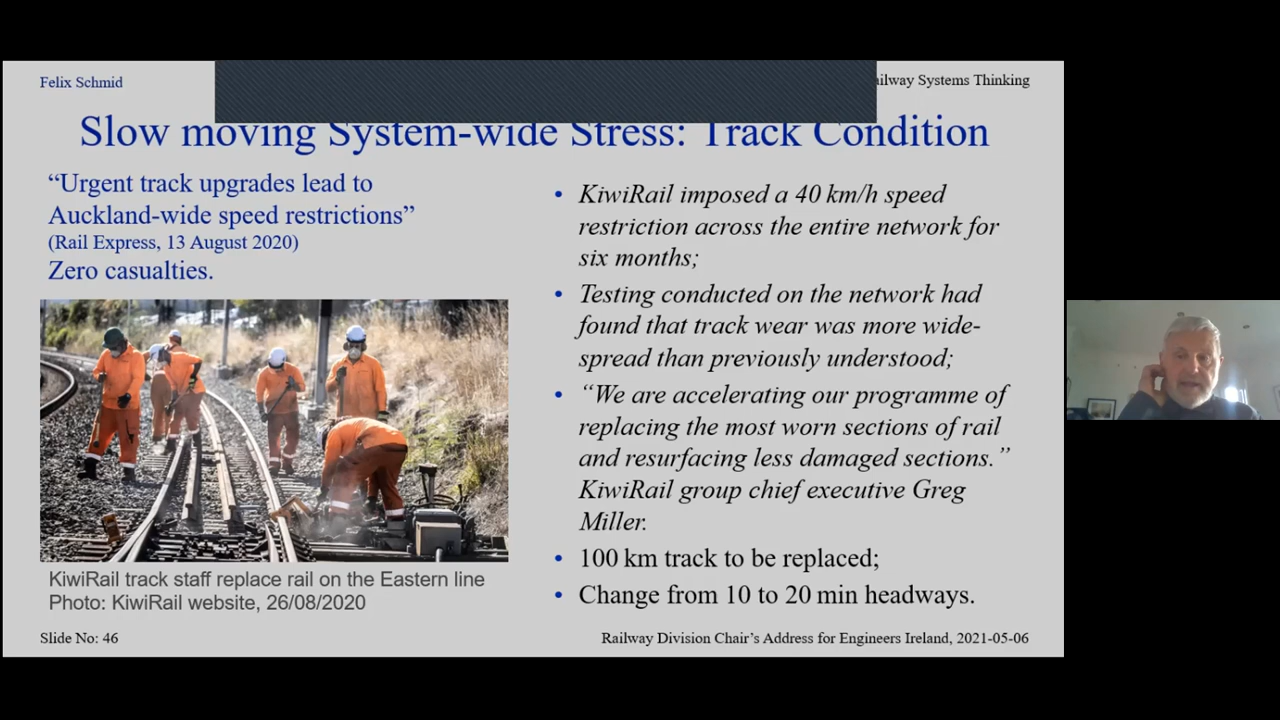 Felix Schmid
Railway Systems Thinking
Slow moving System-wide Stress: Track Condition
“Urgent track upgrades lead to
Auckland-wide speed restrictions”
(Rail Express, 13 August 2020)
Zero casualties.
KiwiRail track staff replace rail on the Eastern line
Photo: KiwiRail website, 26/08/2020
• KiwiRail imposed a 40 km/h speed
restriction across the entire network for
six months;
• Testing conducted on the network had
found that track wear was more wide-
spread than previously understood;
• “We are accelerating our programme of
replacing the most worn sections of rail
and resurfacing less damaged sections.”
KiwiRail group chief executive Greg
Miller.
• 100 km track to be replaced;
• Change from 10 to 20 min headways.
Slide No: 46
Railway Division Chair’s Address for Engineers Ireland, 2021-05-06